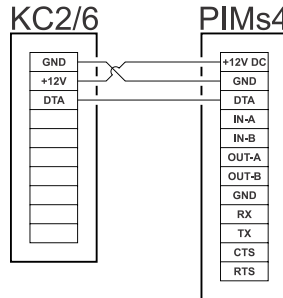 KC2/6
PIMs4
GND
+12V
DTA
+12V DC
GND
DTA
IN-A
IN-B
OUT-A
OUT-B
GND
RX
TX
CTS
RTS